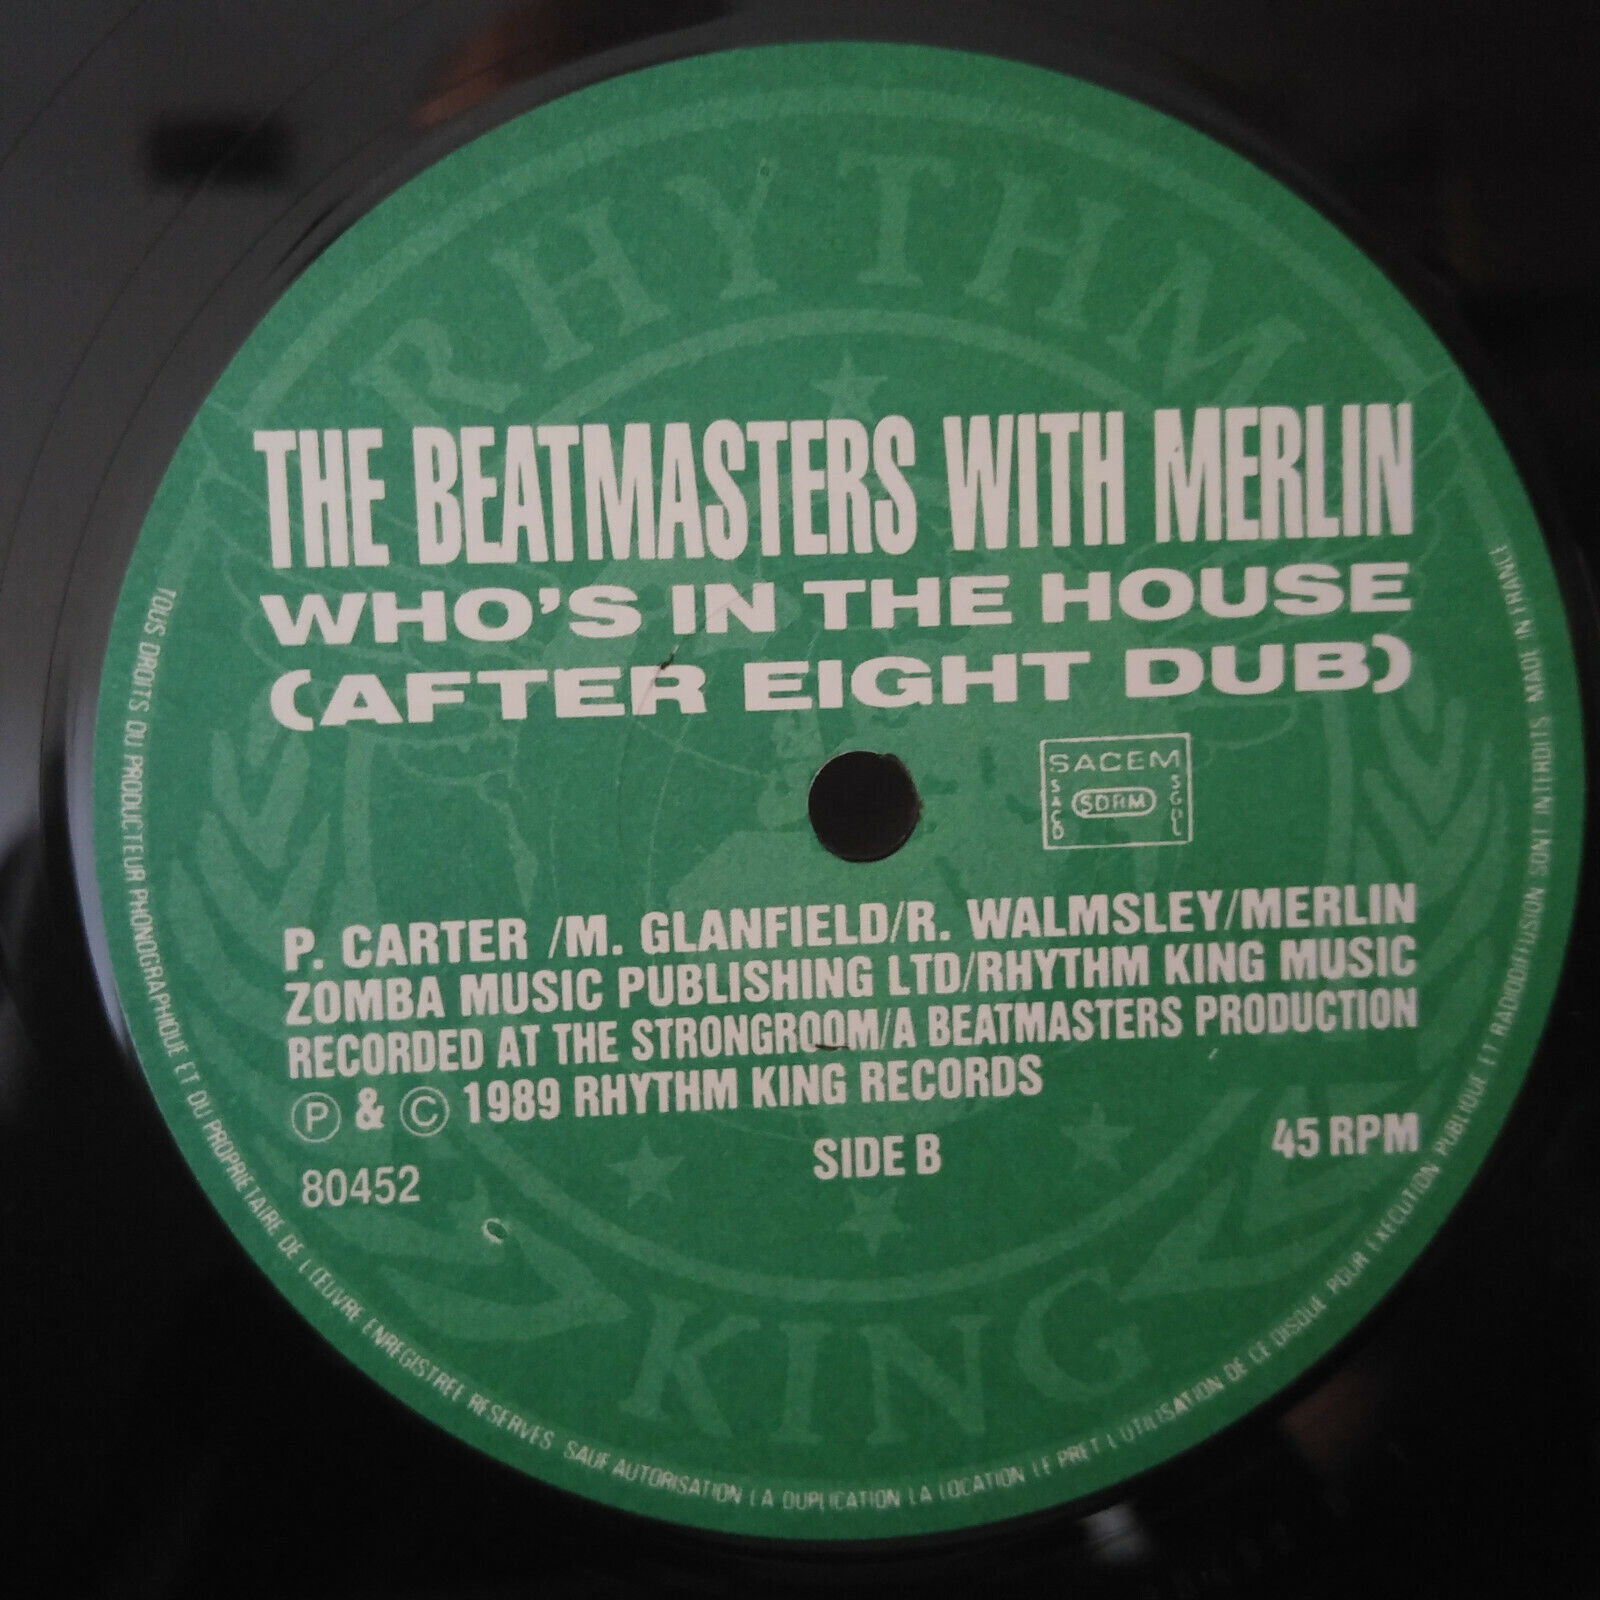 RHYTHM
THE BEATMASTERS WITH MERLIN
WHO'S IN THE HOUSE
(AFTER EIGHT DUB)
SACEM
SACD
SDRM
SGDL
P. CARTER /M. GLANFIELD/R. WALMSLEY/MERLIN
ZOMBA MUSIC PUBLISHING LTD/RHYTHM KING MUSIC
RECORDED AT THE STRONGROOM/A BEATMASTERS PRODUCTION
Ⓟ & © 1989 RHYTHM KING RECORDS
SIDE B
45 RPM
80452
KING
TOUS DROITS DU PRODUCTEUR PHONOGRAPHIQUE ET DU PROPRIETAIRE DE L'ŒUVRE ENREGISTREE RESERVES SAUF AUTORISATION LA DUPLICATION LA LOCATION LE PRET L'UTILISATION DE CE DISQUE POUR EXECUTION PUBLIQUE ET RADIODIFFUSION SONT INTERDITS MADE IN FRANCE